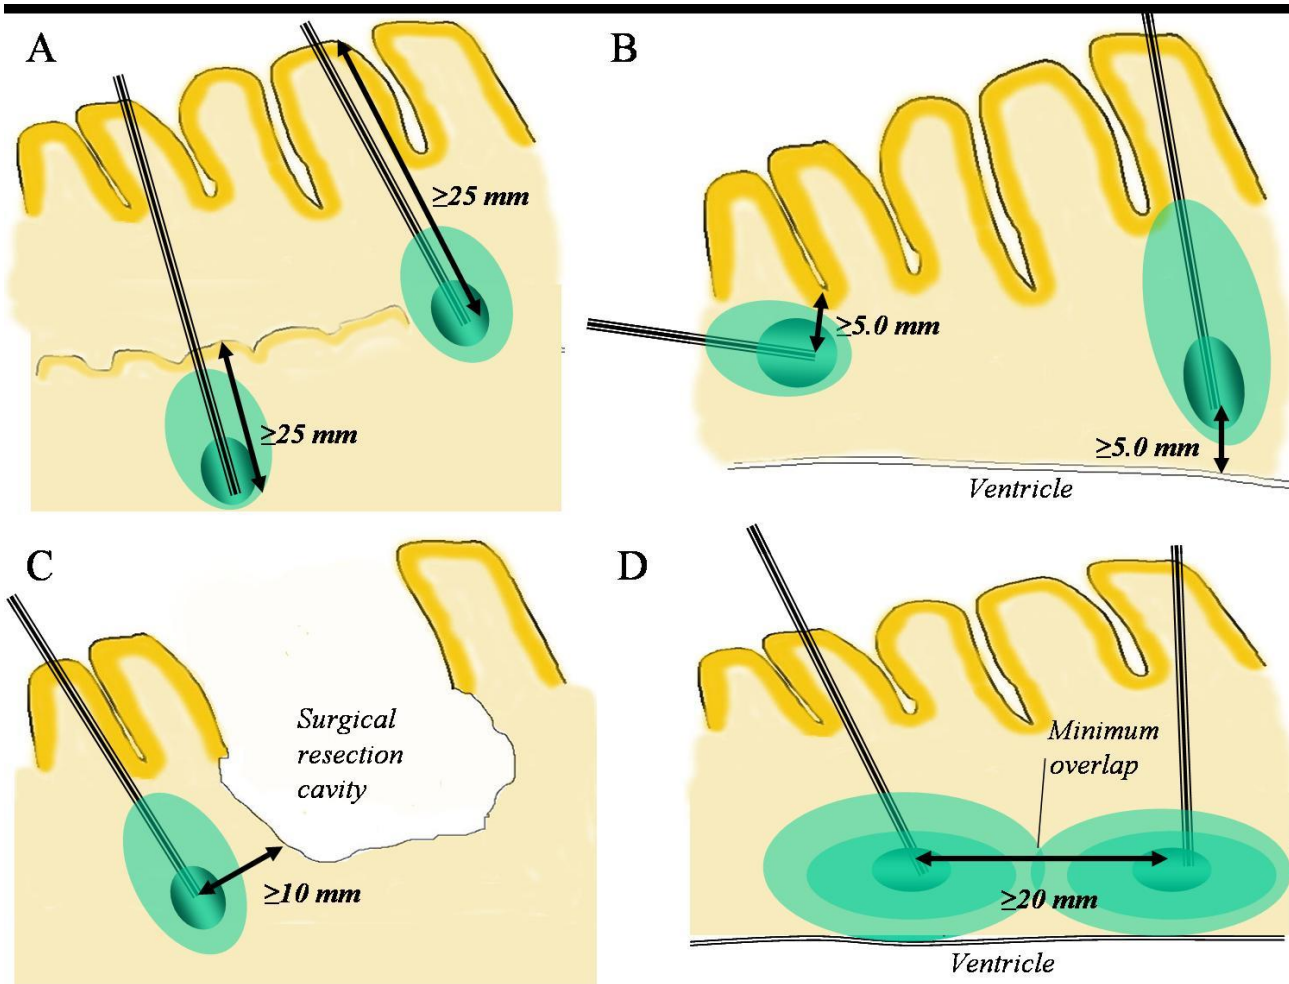 A
≥25 mm
≥25 mm
B
≥5.0 mm
≥5.0 mm
Ventricle
C
Surgical
resection
cavity
≥10 mm
D
Minimum
overlap
≥20 mm
Ventricle